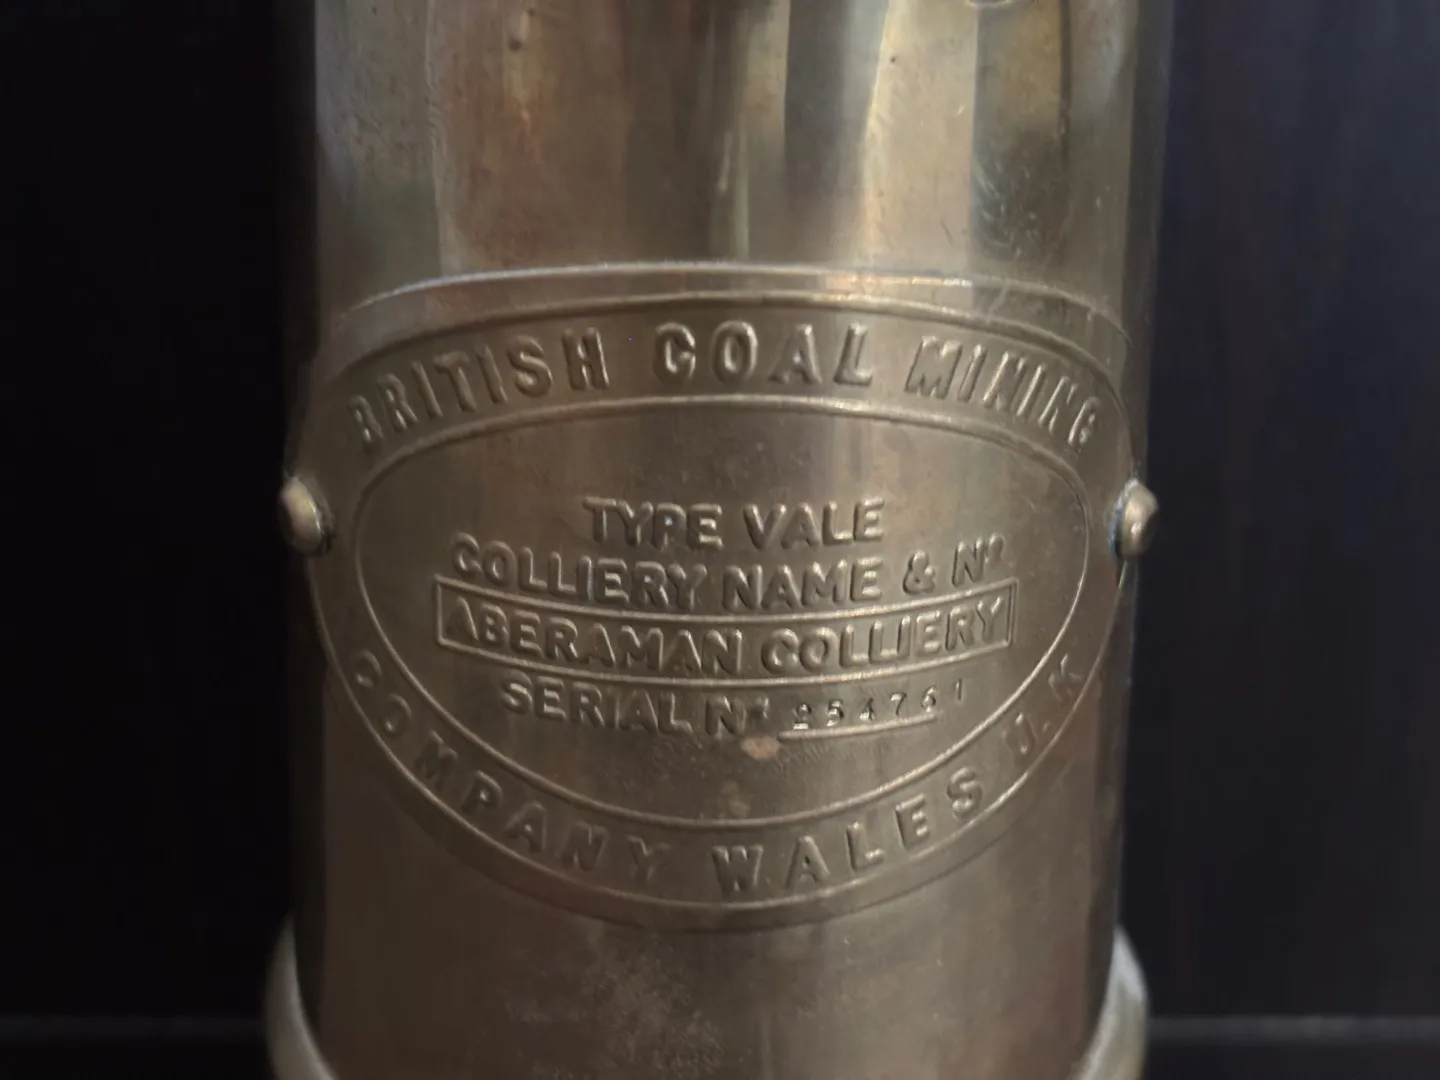 BRITISH COAL MINING
TYPE VALE
COLLIERY NAME & Nº
ABERAMAN COLLIERY
SERIAL Nº 254761
COMPANY WALES U.K